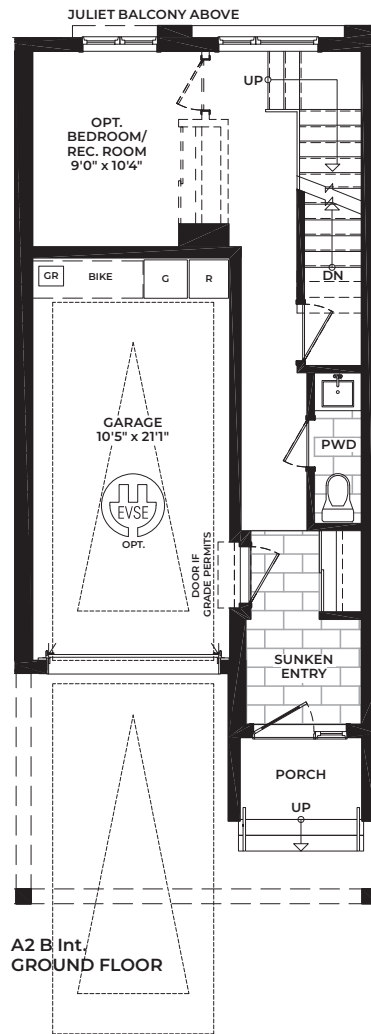 JULIET BALCONY ABOVE
UP
OPT.
BEDROOM/
REC. ROOM
9'0" x 10'4"
DN
GR
BIKE
G
R
GARAGE
10'5" x 21'1"
EVSE
OPT.
PWD
DOOR IF
GRADE PERMITS
SUNKEN
ENTRY
PORCH
UP
A2 B Int.
GROUND FLOOR